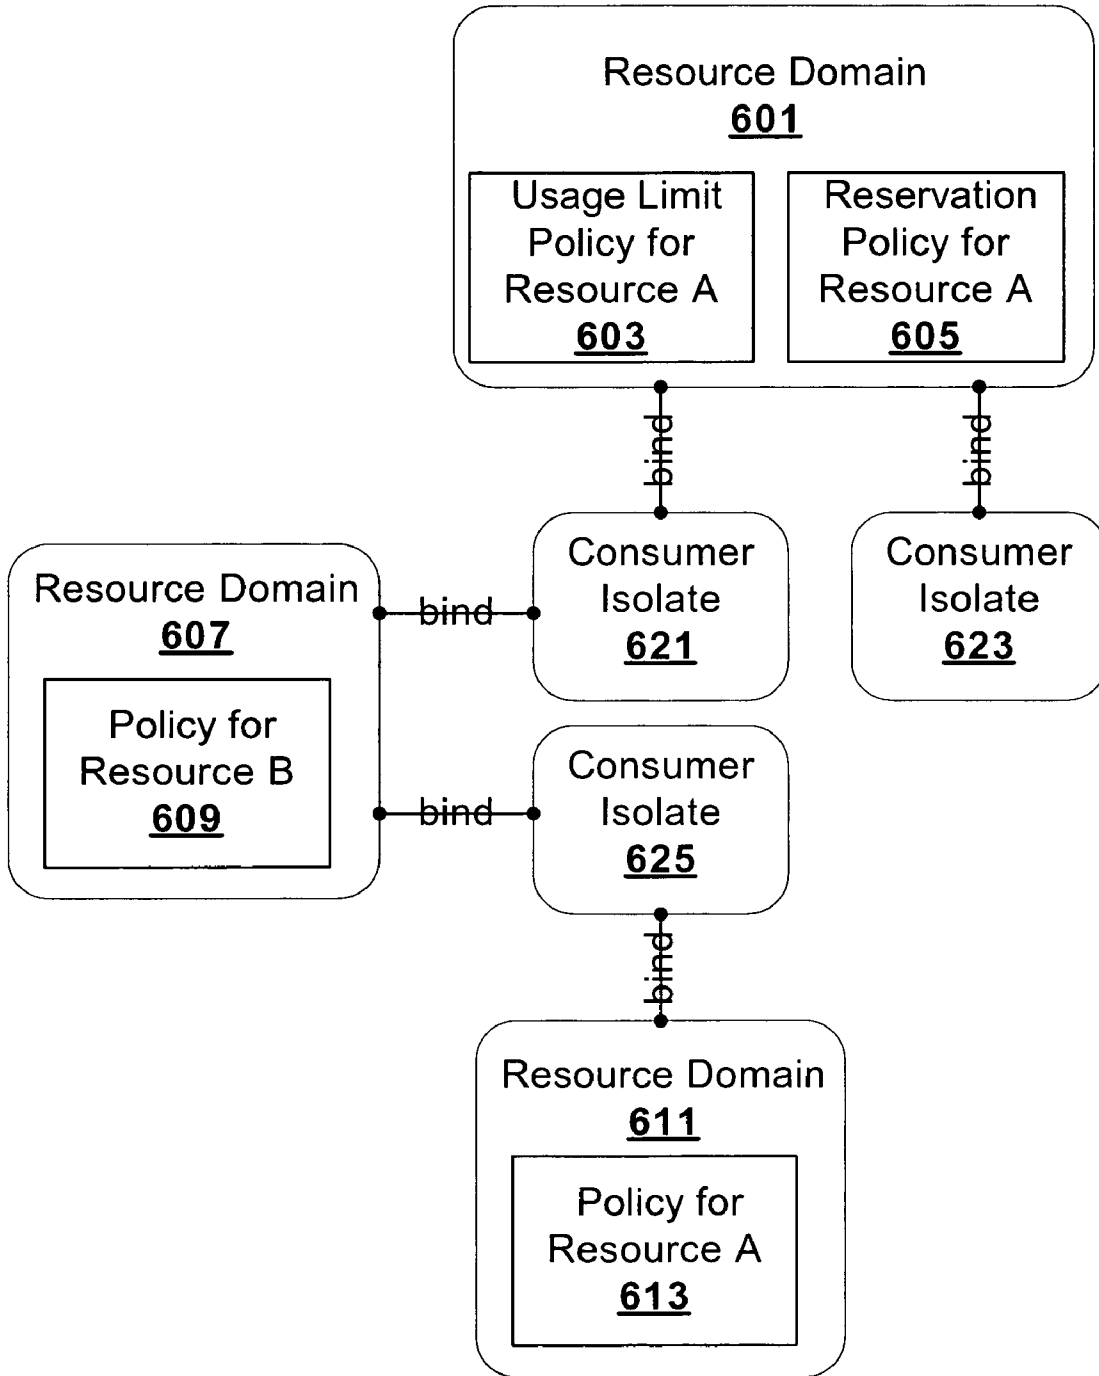 Resource Domain
601
Usage Limit
Policy for
Resource A
603
Reservation
Policy for
Resource A
605
bind
bind
Resource Domain
607
Policy for
Resource B
609
bind
bind
Consumer
Isolate
621
Consumer
Isolate
623
Consumer
Isolate
625
bind
Resource Domain
611
Policy for
Resource A
613